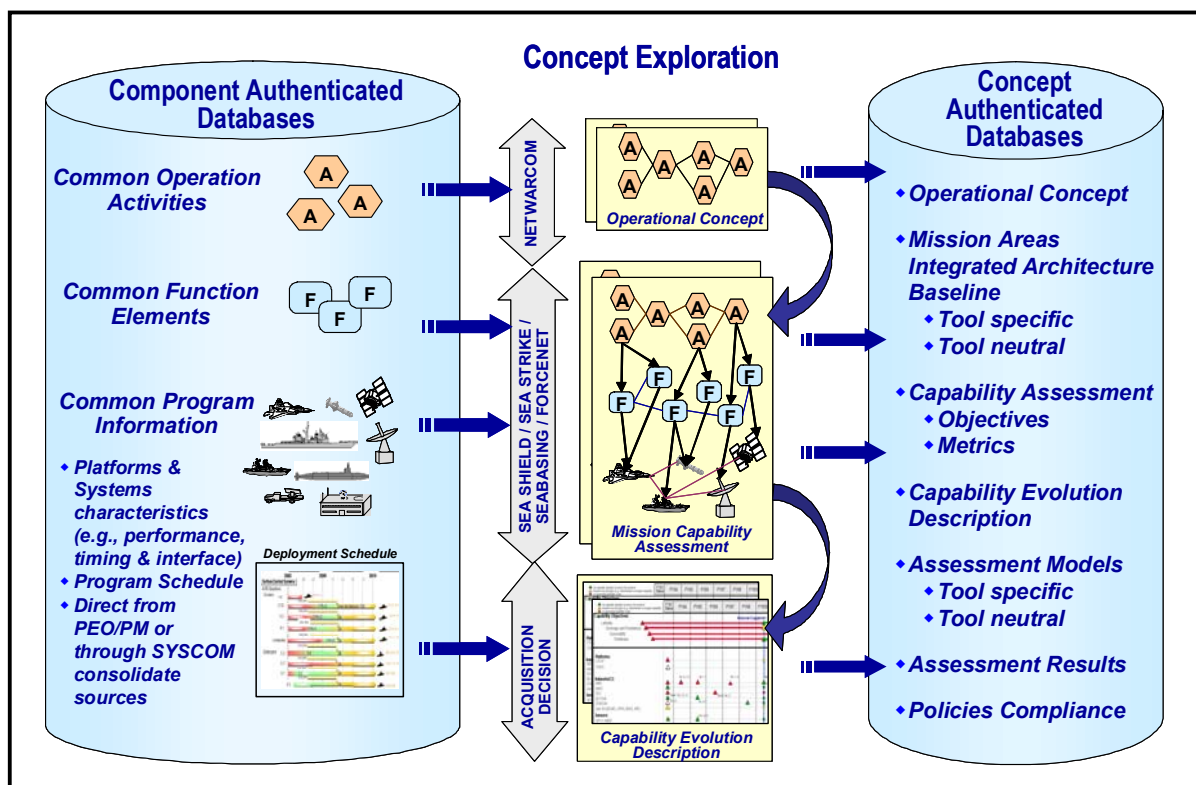 Concept Exploration
Component Authenticated
Databases
Common Operation
Activities
A
A
A
Common Function
Elements
F
F
F
Common Program
Information
Platforms &
Systems
characteristics
(e.g., performance,
timing & interface)
Program Schedule
Direct from
PEO/PM or
through SYSCOM
consolidate
sources
Deployment Schedule
NETWARCOM
SEA SHIELD / SEA STRIKE /
SEABASING / FORCENET
ACQUISITION
DECISION
A
A
A
A
A
A
Operational Concept
A
A
A
A
A
A
F
F
F
F
F
F
Mission Capability
Assessment
Capability Evolution
Description
Concept
Authenticated
Databases
Operational Concept
Mission Areas
Integrated Architecture
Baseline
Tool specific
Tool neutral
Capability Assessment
Objectives
Metrics
Capability Evolution
Description
Assessment Models
Tool specific
Tool neutral
Assessment Results
Policies Compliance